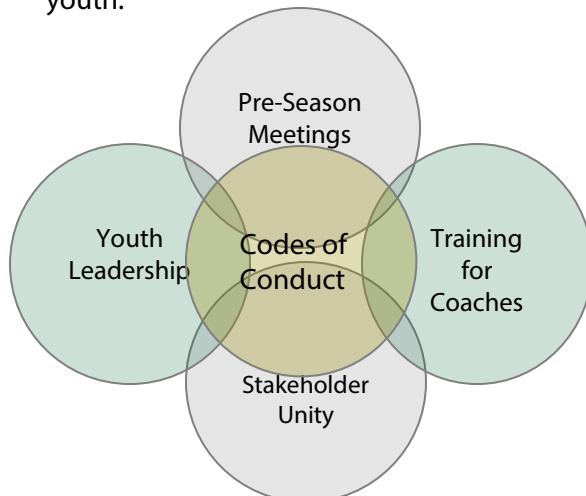 youth.
Pre-Season
Meetings
Youth
Leadership
Codes of
Conduct
Training
for
Coaches
Stakeholder
Unity